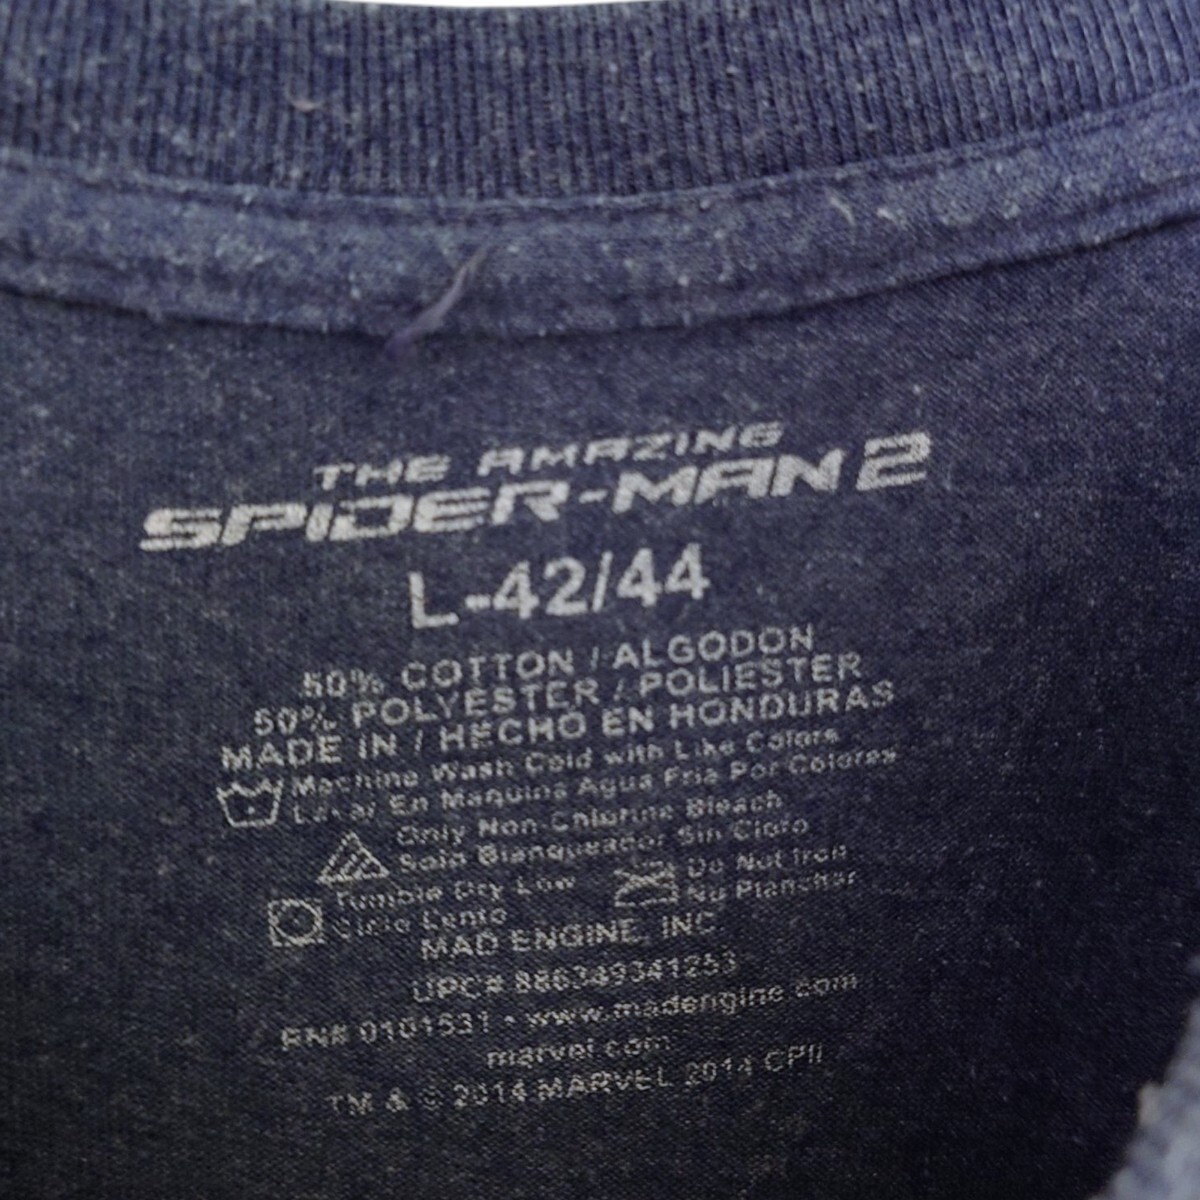 THE AMAZING
SPIDER-MAN 2
L-42/44
50% COTTON / ALGODON
50% POLYESTER / POLIESTER
MADE IN / HECHO EN HONDURAS
Machine Wash Cold with Like Colors
Lavar En Maquina Agua Fria Por Colores
Only Non-Chlorine Bleach
Solo Blanqueador Sin Cloro
Tumble Dry Low
Ciclo Lento
Do Not Iron
No Planchar
MAD ENGINE, INC
UPC# 886349341253
RN# 0101531 • www.madengine.com
marvel.com
TM & © 2014 MARVEL 2014 CPII